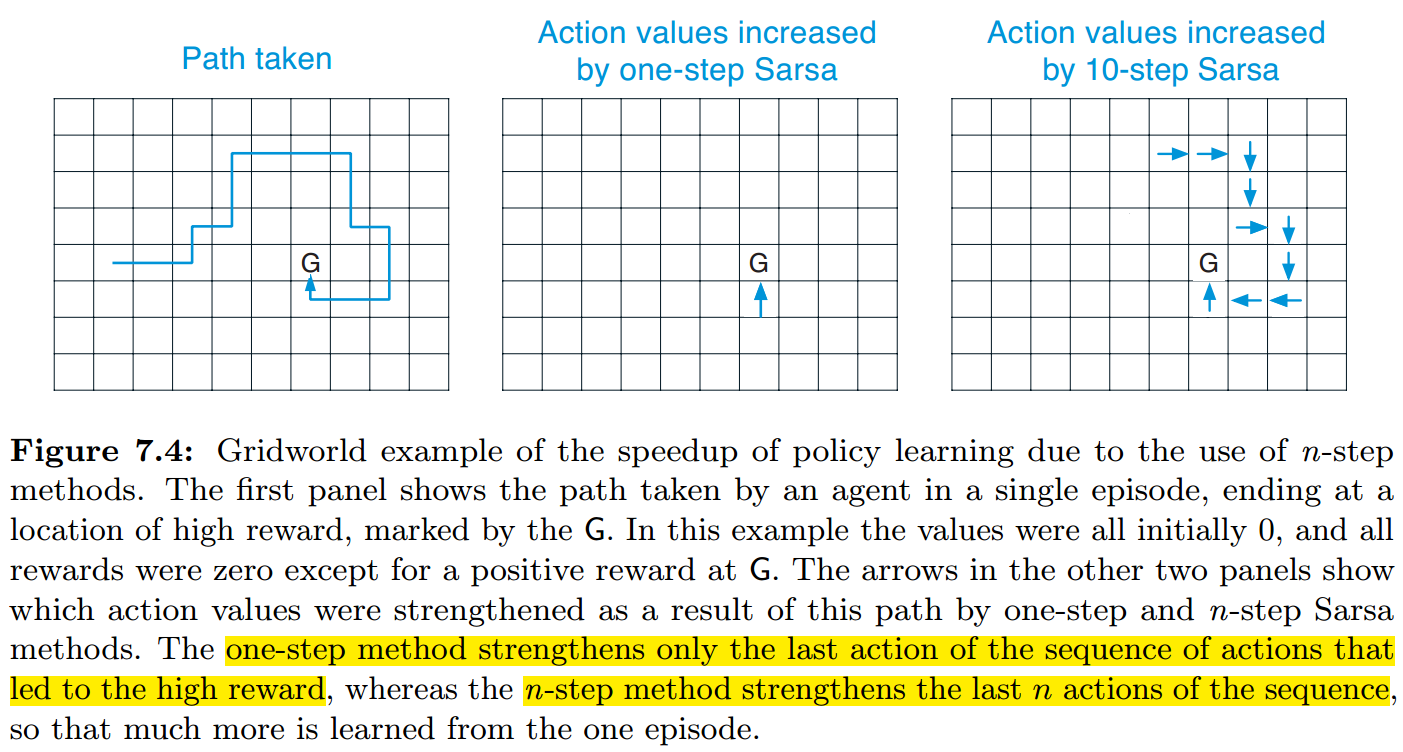 Path taken
Action values increased
by one-step Sarsa
Action values increased
by 10-step Sarsa
G
G
G
Figure 7.4: Gridworld example of the speedup of policy learning due to the use of n-step
methods. The first panel shows the path taken by an agent in a single episode, ending at a
location of high reward, marked by the G. In this example the values were all initially 0, and all
rewards were zero except for a positive reward at G. The arrows in the other two panels show
which action values were strengthened as a result of this path by one-step and n-step Sarsa
methods. The one-step method strengthens only the last action of the sequence of actions that
led to the high reward, whereas the n-step method strengthens the last n actions of the sequence,
so that much more is learned from the one episode.